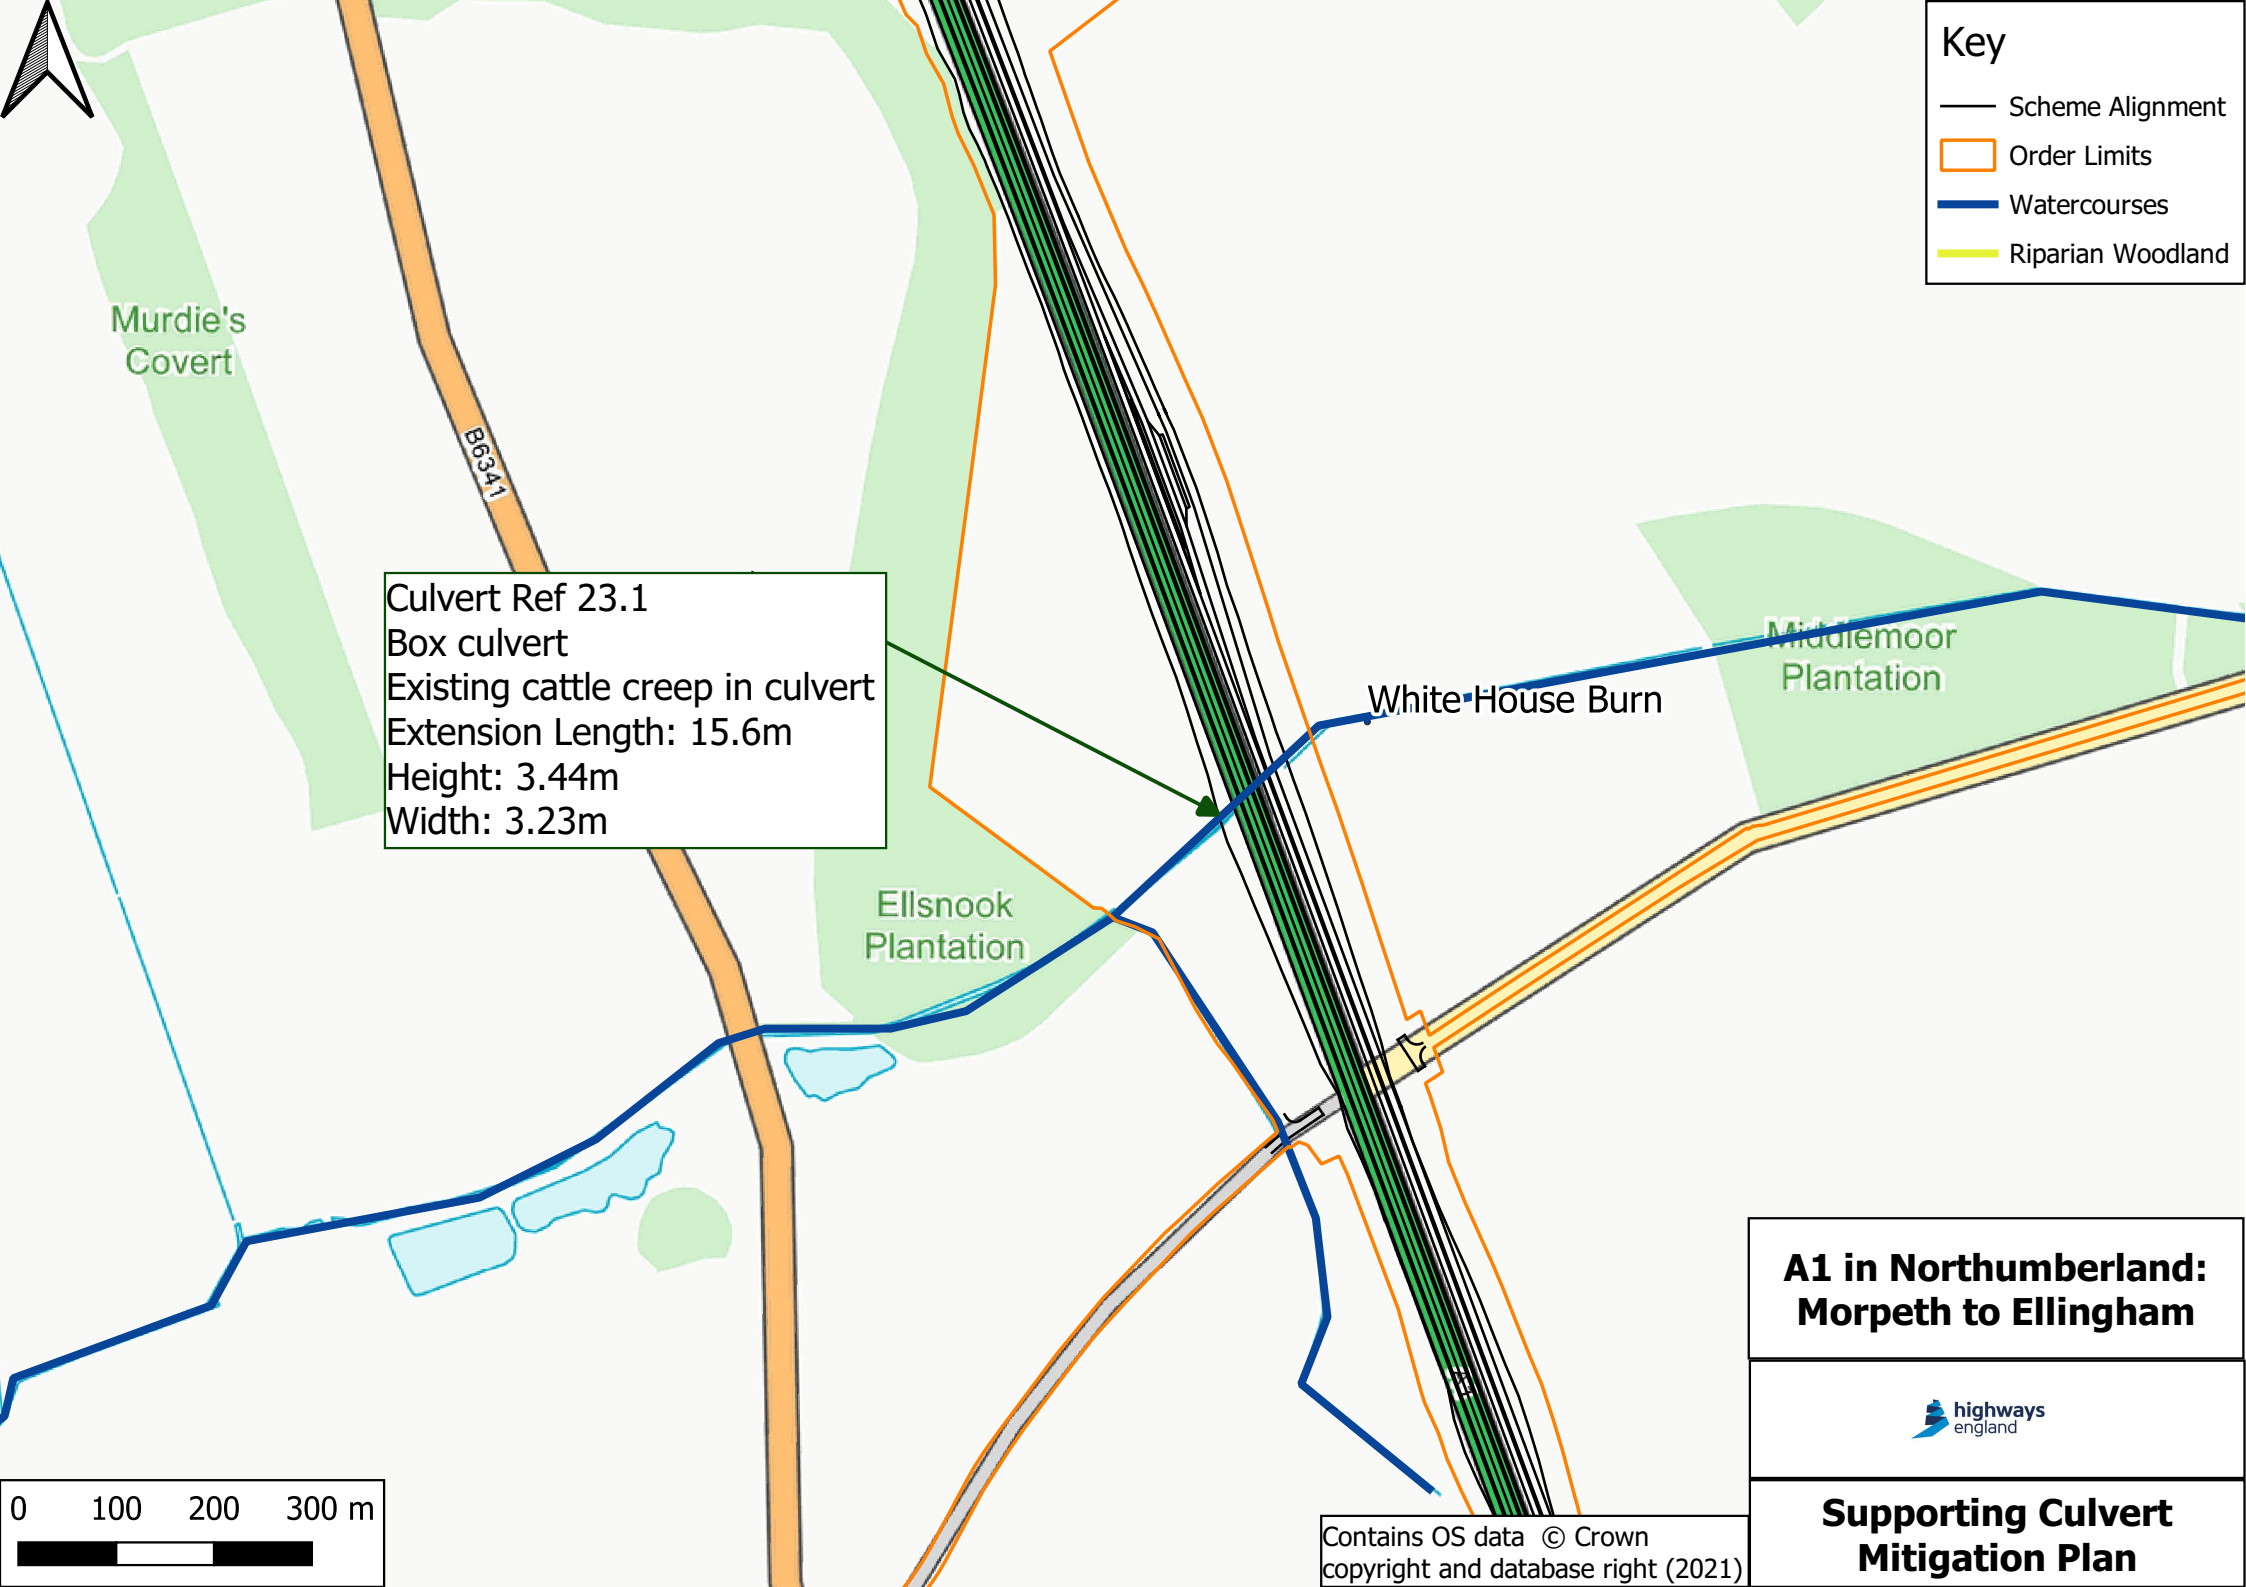 Key
Scheme Alignment
Order Limits
Watercourses
Riparian Woodland
Murdie's
Covert
B6341
Culvert Ref 23.1
Box culvert
Existing cattle creep in culvert
Extension Length: 15.6m
Height: 3.44m
Width: 3.23m
Middlemoor
Plantation
White House Burn
Ellsnook
Plantation
A1
A1 in Northumberland:
Morpeth to Ellingham
highways
england
Supporting Culvert
Mitigation Plan
0 100 200 300 m
Contains OS data © Crown
copyright and database right (2021)